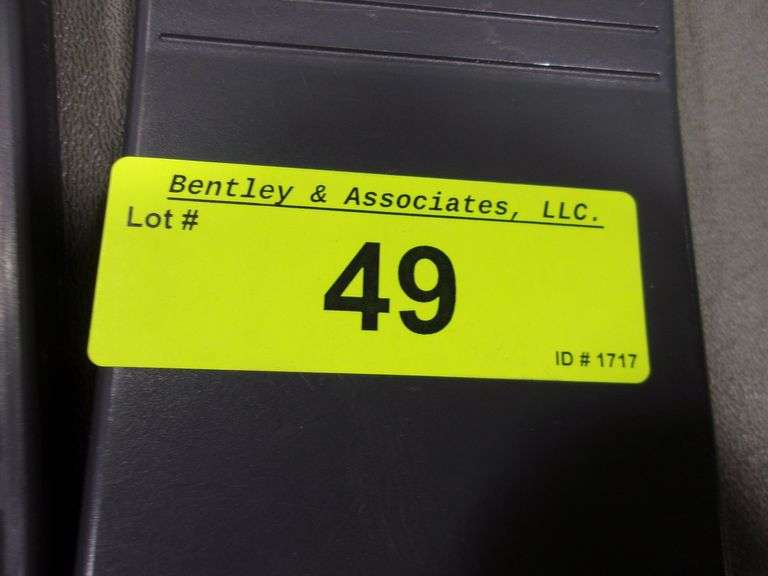 Bentley & Associates, LLC.
Lot #
49
ID # 1717